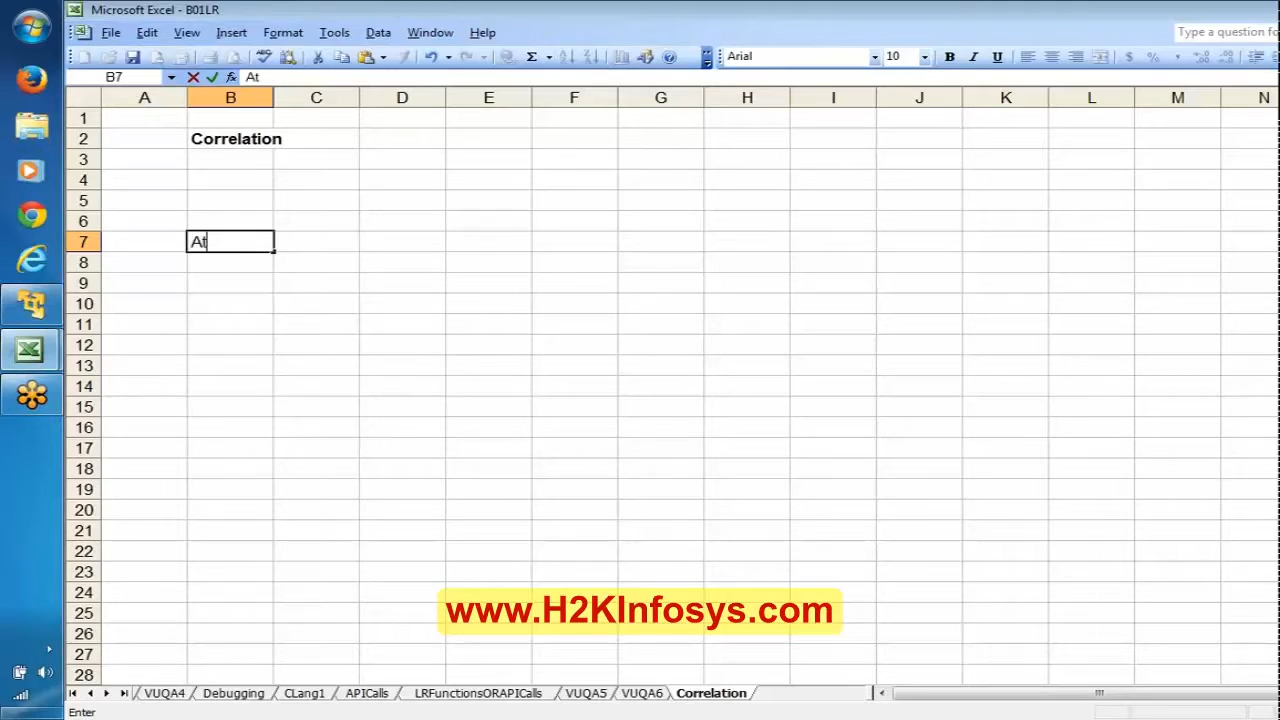 Microsoft Excel - B01LR
File Edit View Insert Format Tools Data Window Help
Type a question fo
Arial 10 B I U $ %
B7 fx At
A B C D E F G H I J K L M N
1
2 Correlation
3
4
5
6
7 At
8
9
10
11
12
13
14
15
16
17
18
19
20
21
22
23
24
25
26
27
28
www.H2KInfosys.com
VUQA4 Debugging CLang1 APICalls LRFunctionsORAPICalls VUQA5 VUQA6 Correlation
Enter